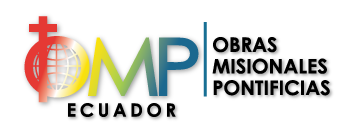 OMP
ECUADOR
OBRAS
MISIONALES
PONTIFICIAS